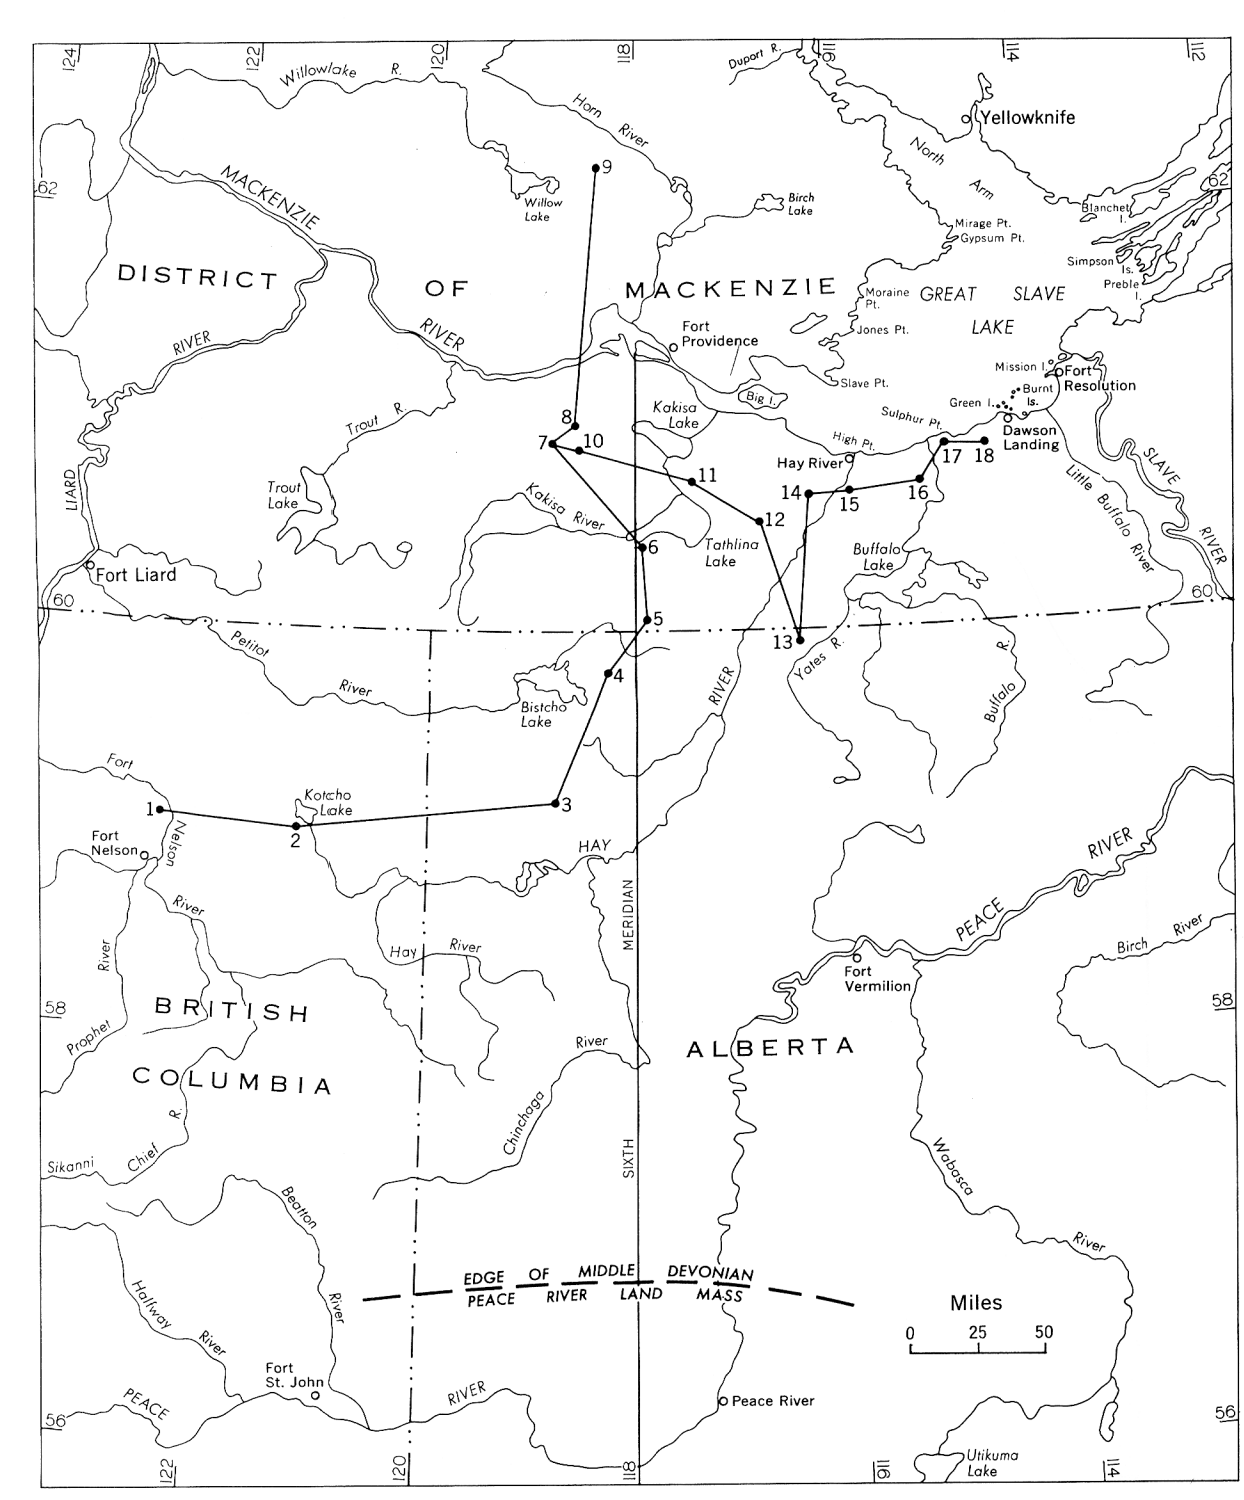 124
122
120
118
116
114
112
Willowlake R.
Duport R.
Horn River
Yellowknife
North
Arm
MACKENZIE
9
62
62
Willow
Lake
Birch
Lake
Blanchet
I.
Mirage Pt.
Gypsum Pt.
Simpson
Is.
Preble
I.
DISTRICT OF MACKENZIE
Moraine
Pt.
GREAT SLAVE
LAKE
RIVER
RIVER
Fort
Providence
Jones Pt.
Mission I.
Fort
Resolution
Slave Pt.
Burnt
Is.
Green I.
Big I.
Trout R.
Kakisa
Lake
Sulphur Pt.
Dawson
Landing
8
7
10
High Pt.
17
18
Hay River
SLAVE
LIARD
Trout
Lake
11
14
15
16
Little Buffalo River
Kakisa River
12
6
Tathlina
Lake
Buffalo
Lake
RIVER
Fort Liard
60
60
5
13
Petitot
River
Yates R.
R.
Buffalo
4
RIVER
Bistcho
Lake
Fort
Kotcho
Lake
1
3
2
Fort
Nelson
Nelson
HAY
RIVER
River
MERIDIAN
PEACE
River
Hay River
Birch River
Fort
Vermilion
58
58
BRITISH
Prophet
River
ALBERTA
COLUMBIA
Chinchaga
R.
Sikanni Chief
SIXTH
Wabasca
Beatton
River
EDGE OF MIDDLE DEVONIAN
PEACE RIVER LAND MASS
Halfway
River
River
Miles
0 25 50
Fort
St. John
PEACE
RIVER
Peace River
56
56
Utikuma
Lake
122
120
118
116
114